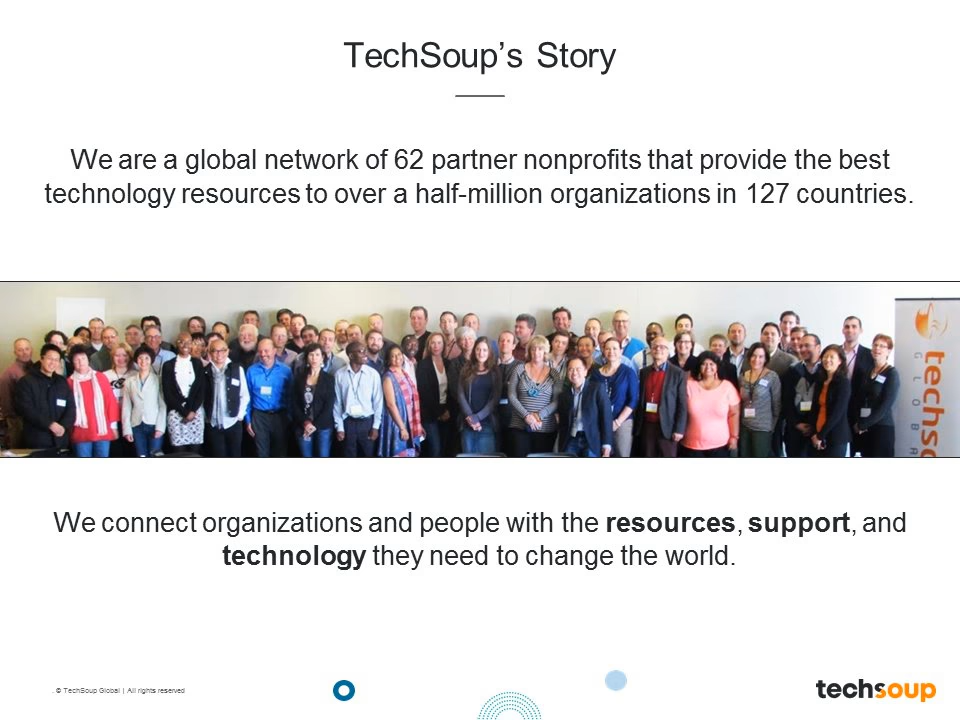 TechSoup’s Story
We are a global network of 62 partner nonprofits that provide the best
technology resources to over a half-million organizations in 127 countries.
techso
GLOBA
We connect organizations and people with the resources, support, and
technology they need to change the world.
. © TechSoup Global | All rights reserved
techsoup